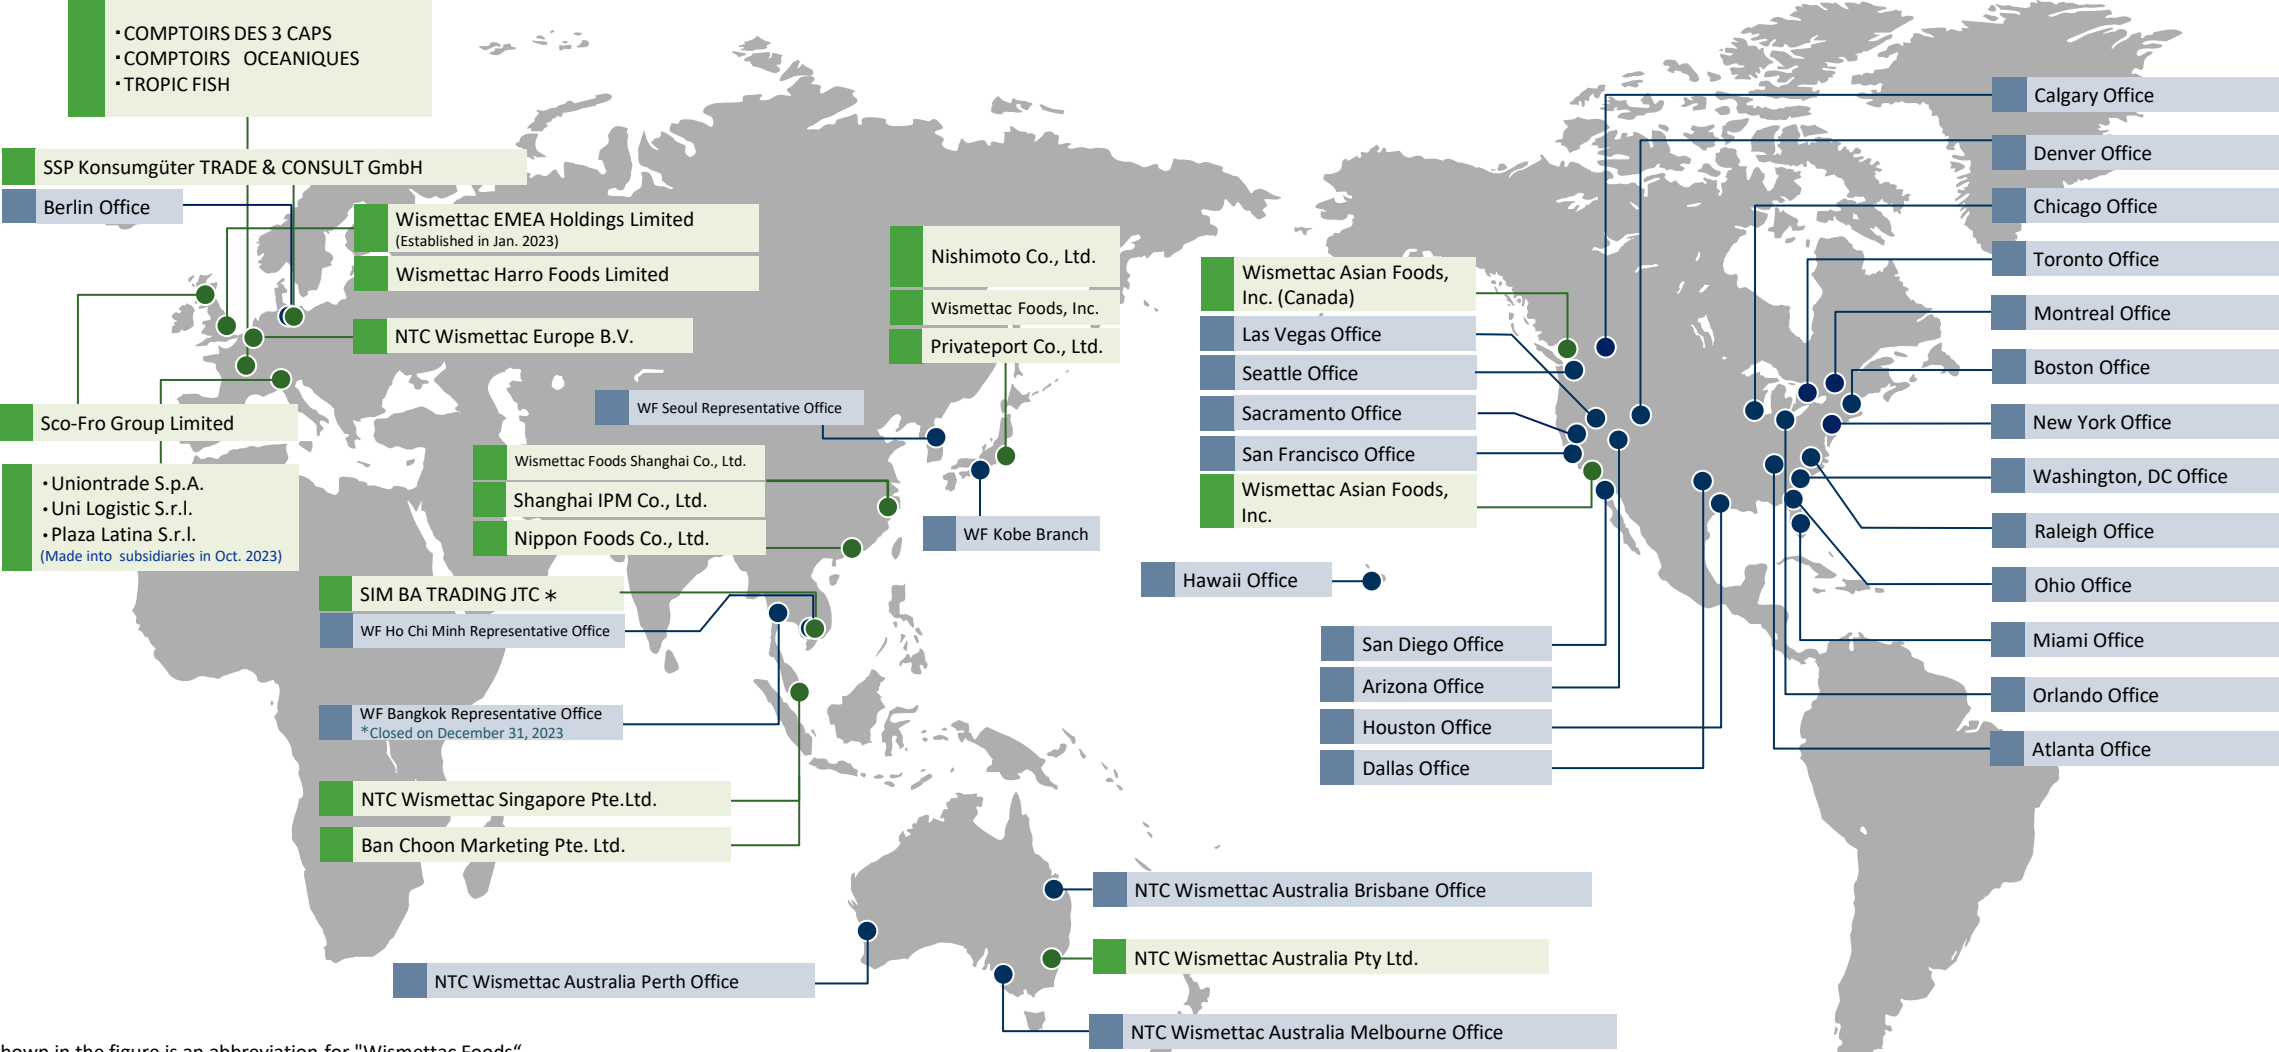 ・COMPTOIRS DES 3 CAPS
・COMPTOIRS OCEANIQUES
・TROPIC FISH
SSP Konsumgüter TRADE & CONSULT GmbH
Berlin Office
Wismettac EMEA Holdings Limited
(Established in Jan. 2023)
Wismettac Harro Foods Limited
NTC Wismettac Europe B.V.
Sco-Fro Group Limited
・Uniontrade S.p.A.
・Uni Logistic S.r.l.
・Plaza Latina S.r.l.
(Made into subsidiaries in Oct. 2023)
Nishimoto Co., Ltd.
Wismettac Foods, Inc.
Privateport Co., Ltd.
WF Seoul Representative Office
Wismettac Foods Shanghai Co., Ltd.
Shanghai IPM Co., Ltd.
Nippon Foods Co., Ltd.
WF Kobe Branch
SIM BA TRADING JTC *
WF Ho Chi Minh Representative Office
WF Bangkok Representative Office
*Closed on December 31, 2023
NTC Wismettac Singapore Pte.Ltd.
Ban Choon Marketing Pte. Ltd.
NTC Wismettac Australia Perth Office
NTC Wismettac Australia Brisbane Office
NTC Wismettac Australia Pty Ltd.
NTC Wismettac Australia Melbourne Office
Wismettac Asian Foods,
Inc. (Canada)
Las Vegas Office
Seattle Office
Sacramento Office
San Francisco Office
Wismettac Asian Foods,
Inc.
Hawaii Office
San Diego Office
Arizona Office
Houston Office
Dallas Office
Calgary Office
Denver Office
Chicago Office
Toronto Office
Montreal Office
Boston Office
New York Office
Washington, DC Office
Raleigh Office
Ohio Office
Miami Office
Orlando Office
Atlanta Office
in the figure is an abbreviation for "Wismettac Foods“